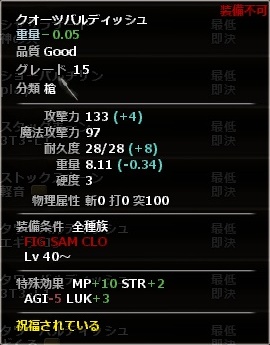 装備不可
クオーツバルディッシュ
重量－0.05
品質 Good
グレード 15
分類 槍
攻撃力 133 (+4)
魔法攻撃力 97
耐久度 28/28 (+8)
重量 8.11 (-0.34)
硬度 3
物理属性 斬0 打0 突100
装備条件 全種族
FIG SAM CLO
Lv 40～
特殊効果 MP+10 STR+2
AGI-5 LUK+3
祝福されている